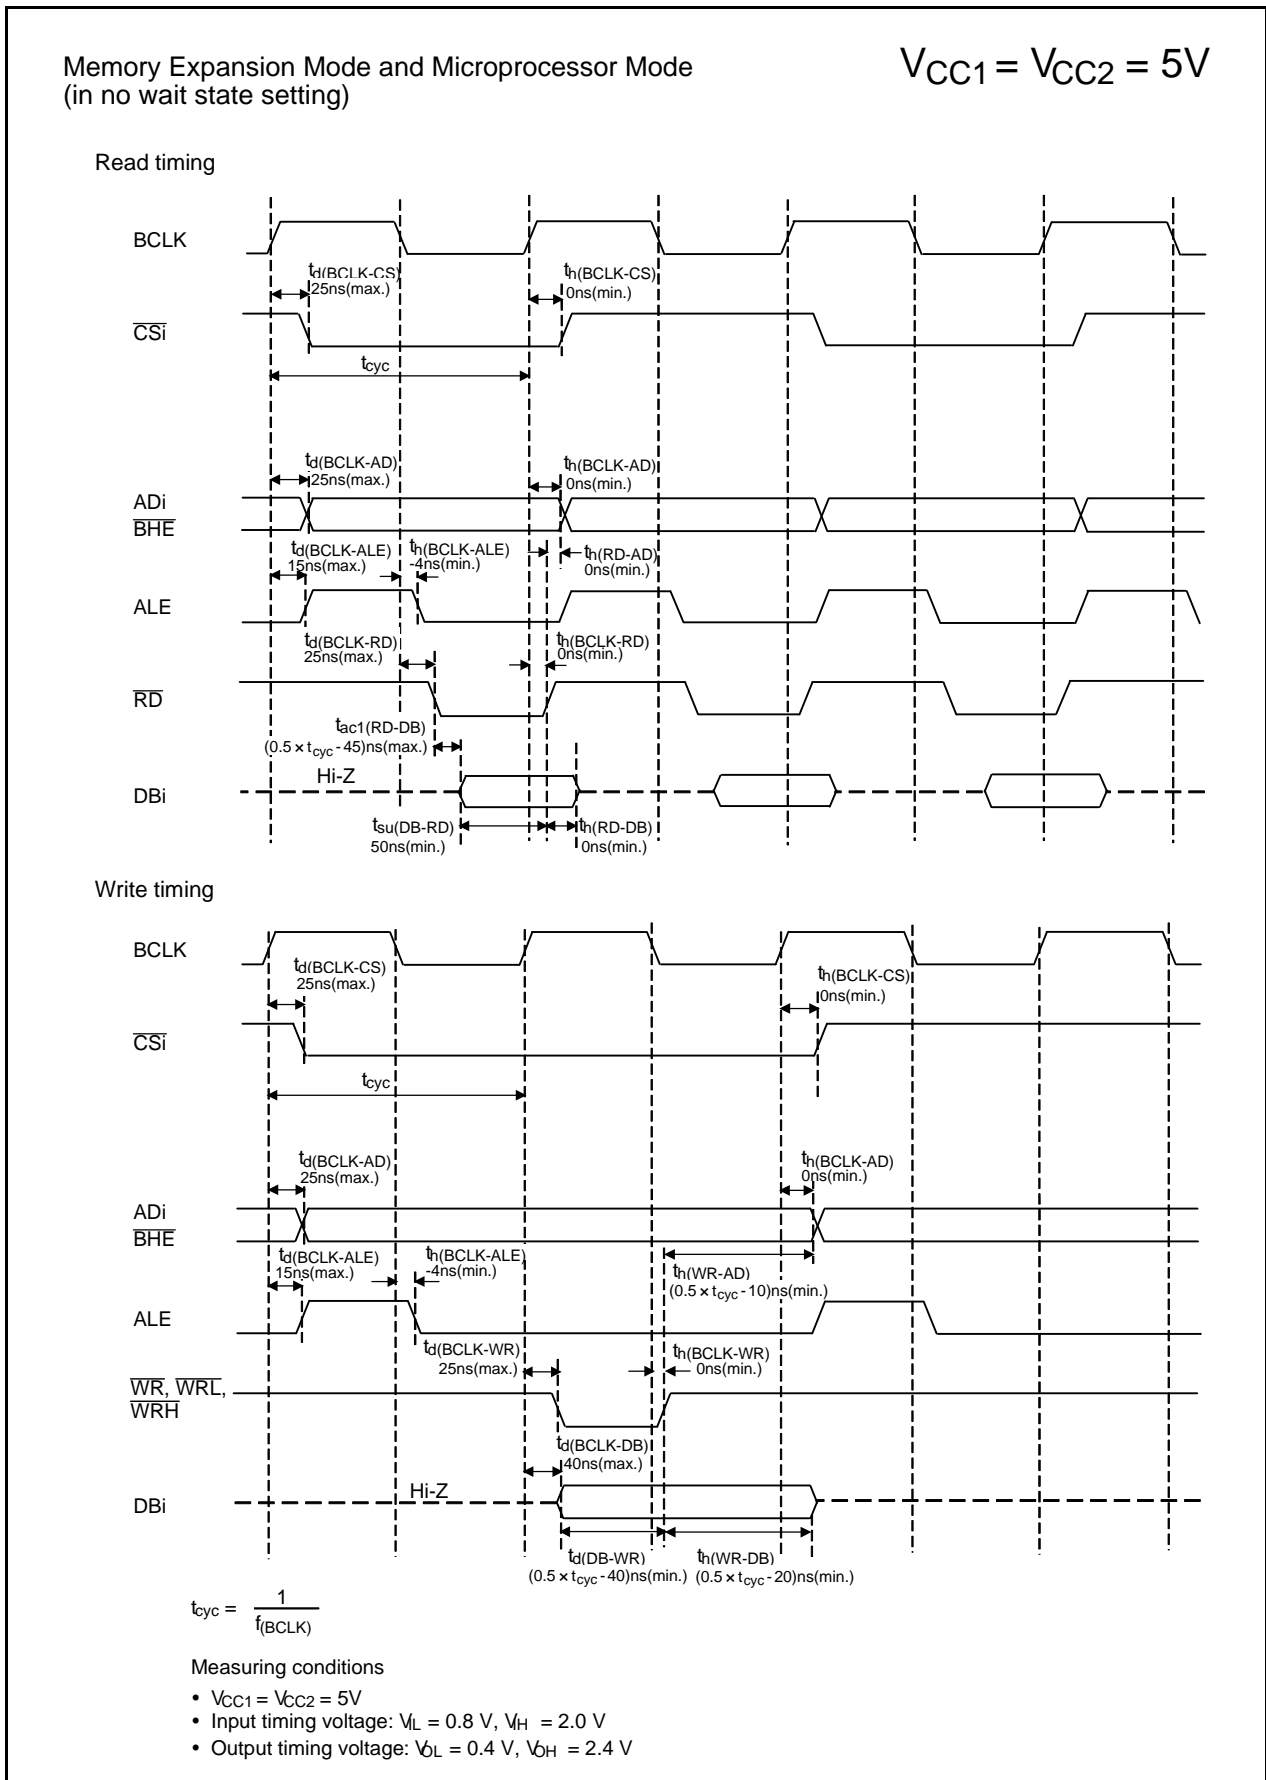 Memory Expansion Mode and Microprocessor Mode
(in no wait state setting)
VCC1 = VCC2 = 5V
Read timing
BCLK
td(BCLK-CS)
25ns(max.)
th(BCLK-CS)
0ns(min.)
CSi
tcyc
td(BCLK-AD)
25ns(max.)
th(BCLK-AD)
0ns(min.)
ADi
BHE
td(BCLK-ALE)
15ns(max.)
th(BCLK-ALE)
-4ns(min.)
th(RD-AD)
0ns(min.)
ALE
td(BCLK-RD)
25ns(max.)
th(BCLK-RD)
0ns(min.)
RD
tac1(RD-DB)
(0.5 × tcyc - 45)ns(max.)
Hi-Z
DBi
tsu(DB-RD)
50ns(min.)
th(RD-DB)
0ns(min.)
Write timing
BCLK
td(BCLK-CS)
25ns(max.)
th(BCLK-CS)
0ns(min.)
CSi
tcyc
td(BCLK-AD)
25ns(max.)
th(BCLK-AD)
0ns(min.)
ADi
BHE
td(BCLK-ALE)
15ns(max.)
th(BCLK-ALE)
-4ns(min.)
th(WR-AD)
(0.5 × tcyc - 10)ns(min.)
ALE
td(BCLK-WR)
25ns(max.)
th(BCLK-WR)
0ns(min.)
WR, WRL,
WRH
td(BCLK-DB)
40ns(max.)
Hi-Z
DBi
td(DB-WR)
(0.5 × tcyc - 40)ns(min.)
th(WR-DB)
(0.5 × tcyc - 20)ns(min.)
tcyc = 1
f(BCLK)
Measuring conditions
• VCC1 = VCC2 = 5V
• Input timing voltage: VIL = 0.8 V, VIH = 2.0 V
• Output timing voltage: VOL = 0.4 V, VOH = 2.4 V